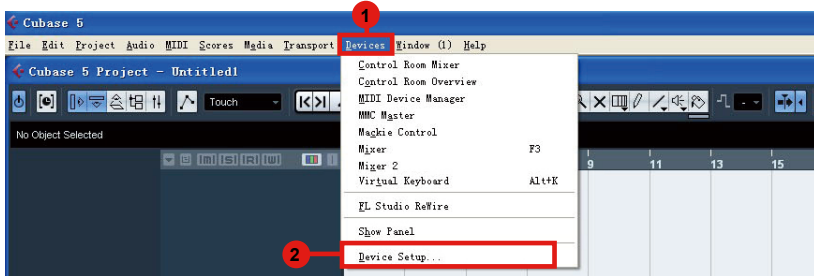 Cubase 5
1
File Edit Project Audio MIDI Scores Media Transport Devices Window (1) Help
Cubase 5 Project - Untitled1
Touch
No Object Selected
Control Room Mixer
Control Room Overview
MIDI Device Manager
MMC Master
Mackie Control
Mixer F3
Mixer 2
Virtual Keyboard Alt+K
FL Studio ReWire
Show Panel
2
Device Setup...
[m] [S] [R] [W]
9 11 13 15